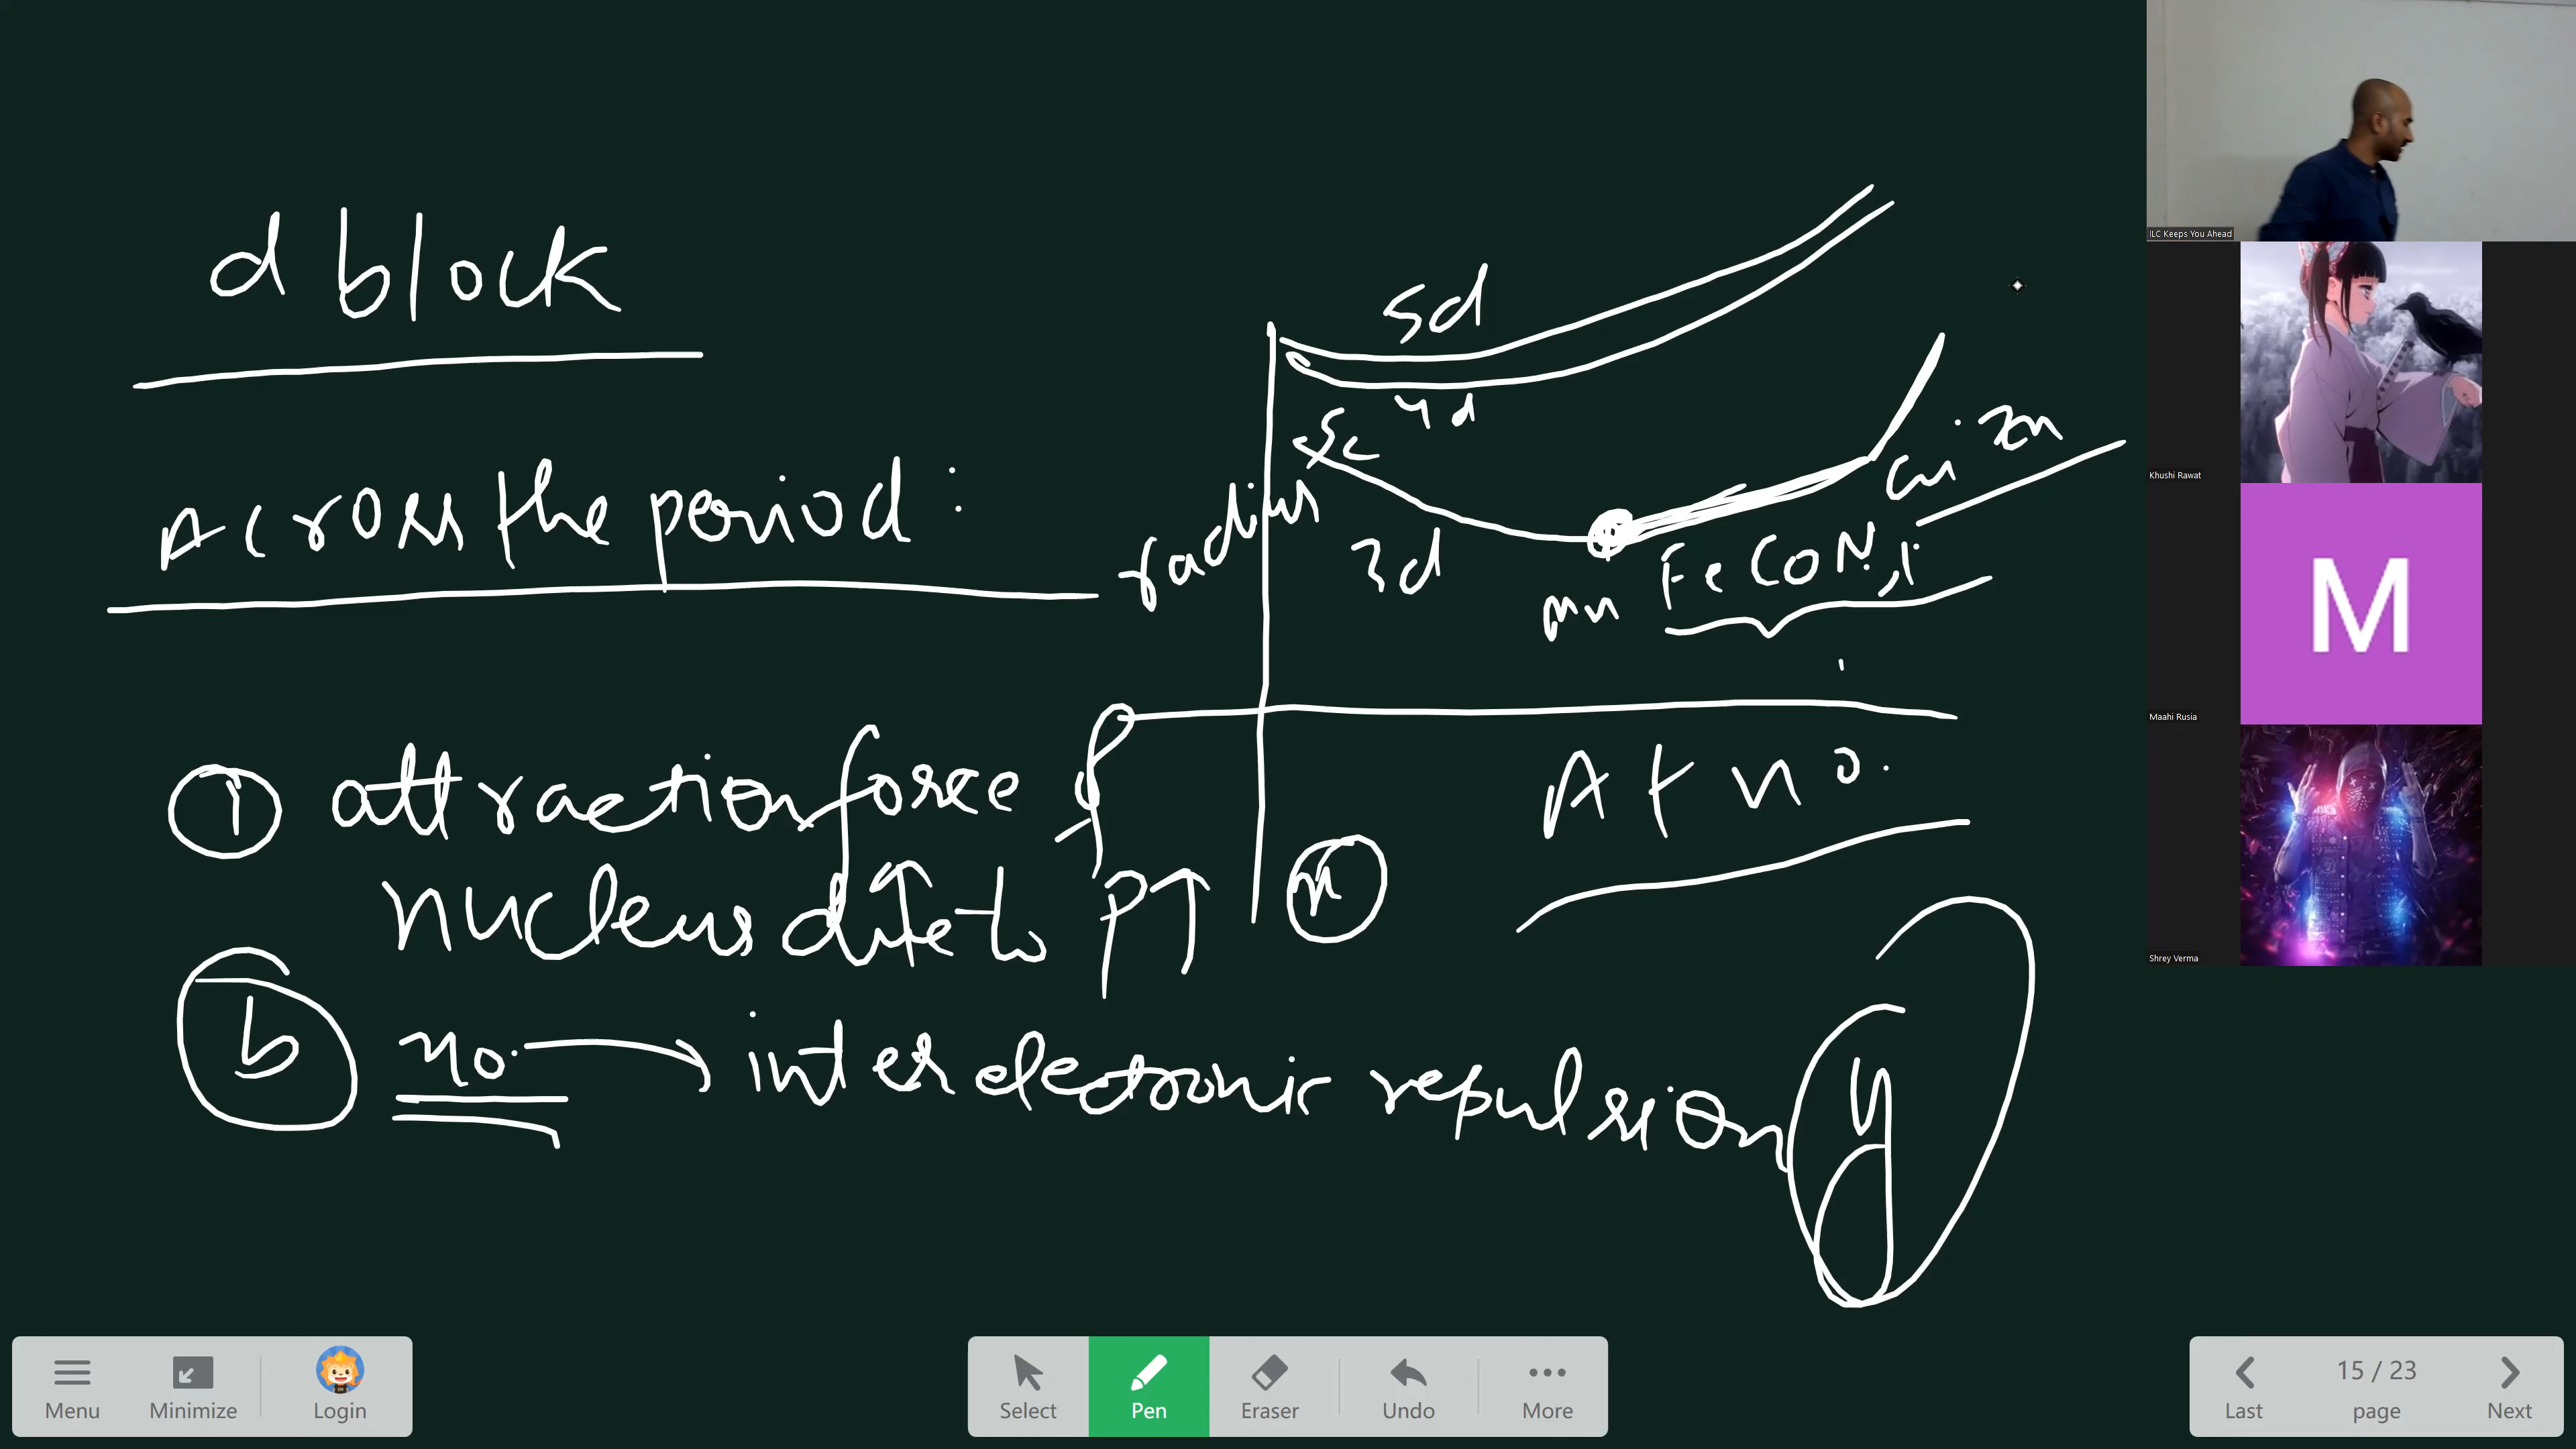 d block
Across the period :
5d
4d
Sc
3d
radius
Mn
Fe Co Ni
Cu Zn
At no.
1 attraction force of
nucleus due to P↑
x
b no. → inter electronic repulsion
y
ILC Keeps You Ahead
Khushi Rawat
M
Maahi Rusia
Shrey Verma
Menu
Minimize
Login
Select
Pen
Eraser
Undo
More
Last
15 / 23
page
Next